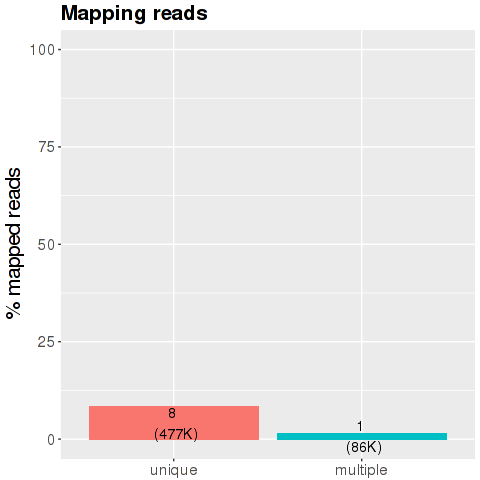 Mapping reads
% mapped reads
100
75
50
25
0
8
(477K)
1
(86K)
unique
multiple